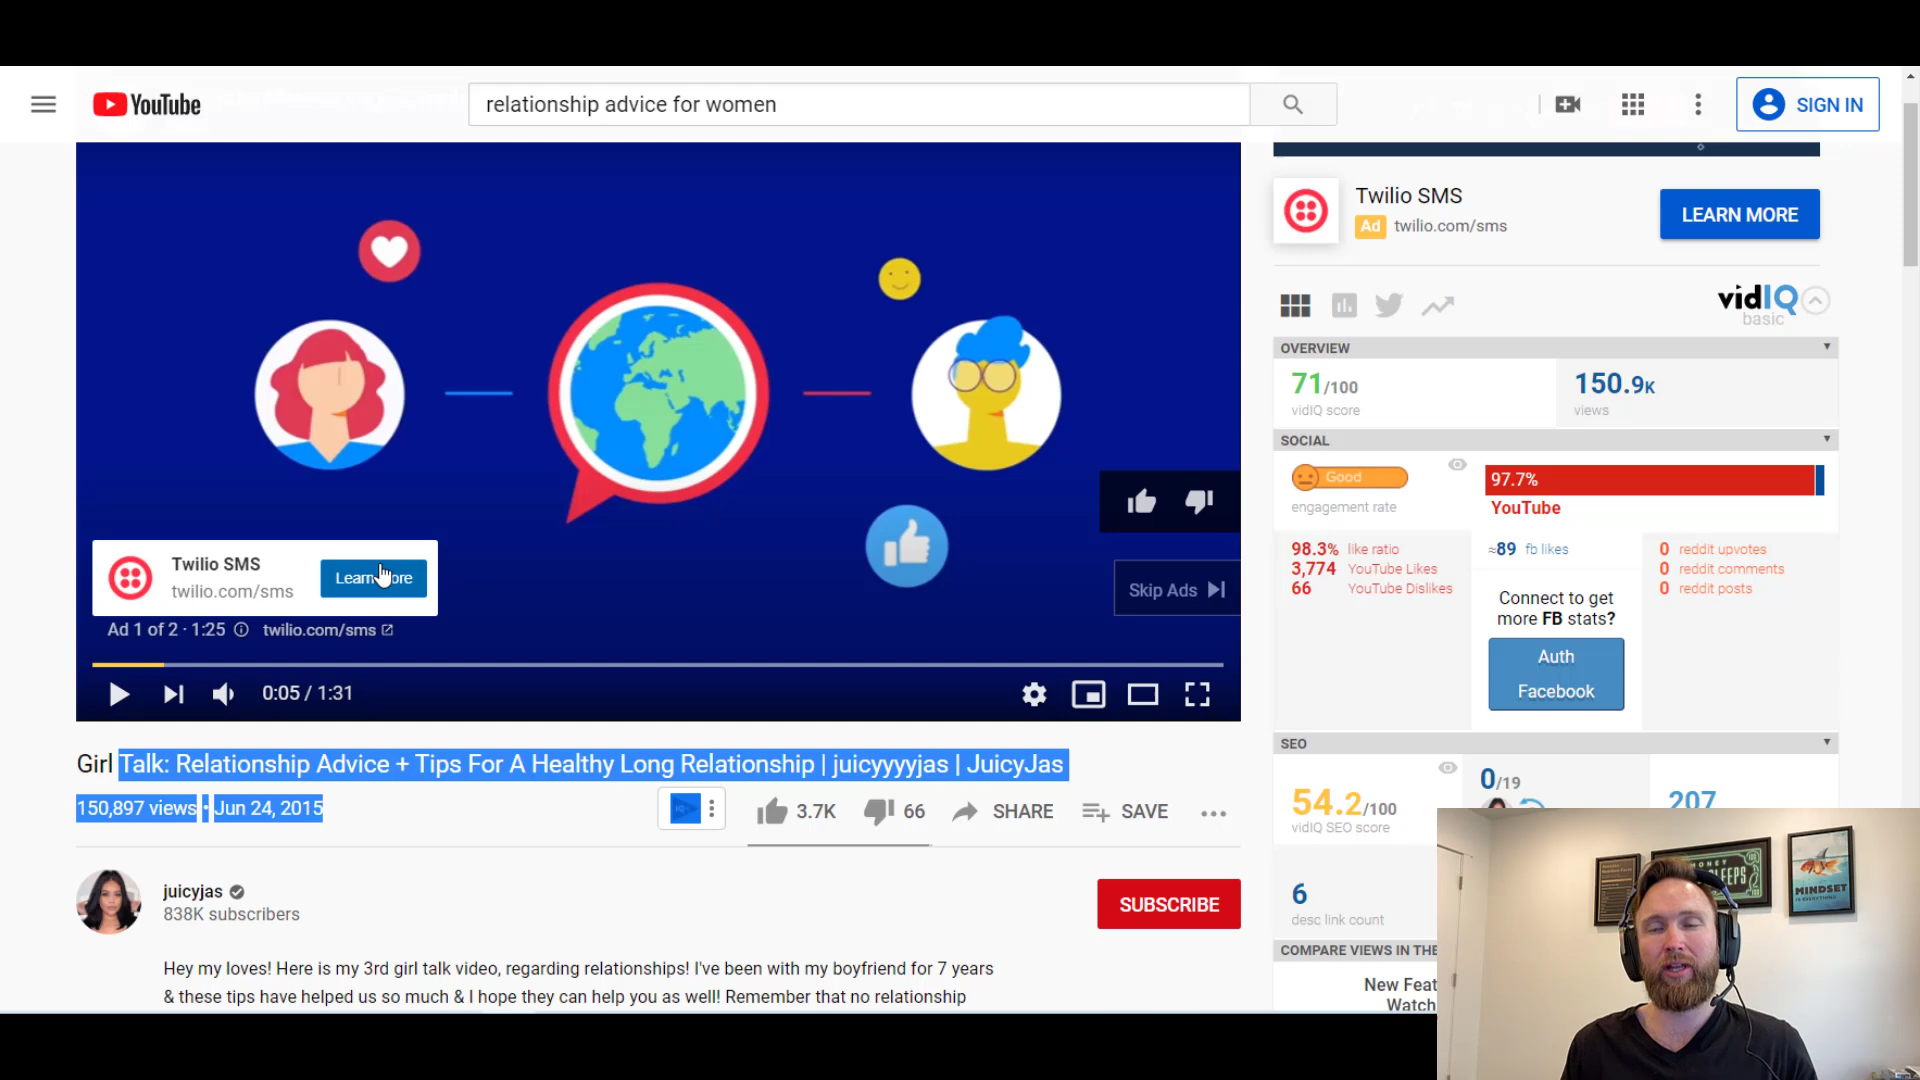 YouTube
relationship advice for women
SIGN IN
Twilio SMS
Ad twilio.com/sms
LEARN MORE
vidIQ
basic
OVERVIEW
71/100
vidIQ score
150.9K
views
SOCIAL
Good
engagement rate
97.7%
YouTube
98.3% like ratio
3,774 YouTube Likes
66 YouTube Dislikes
≈89 fb likes
Connect to get
more FB stats?
Auth
Facebook
0 reddit upvotes
0 reddit comments
0 reddit posts
SEO
54.2/100
vidIQ SEO score
0/19
207
6
desc link count
COMPARE VIEWS IN THE
New Feat
Watch
Twilio SMS
twilio.com/sms
Ad 1 of 2 · 1:25 twilio.com/sms
Skip Ads
0:05 / 1:31
Girl Talk: Relationship Advice + Tips For A Healthy Long Relationship | juicyyyyjas | JuicyJas
150,897 views • Jun 24, 2015
3.7K
66
SHARE
SAVE
juicyjas
838K subscribers
SUBSCRIBE
Hey my loves! Here is my 3rd girl talk video, regarding relationships! I've been with my boyfriend for 7 years
& these tips have helped us so much & I hope they can help you as well! Remember that no relationship
MINDSET